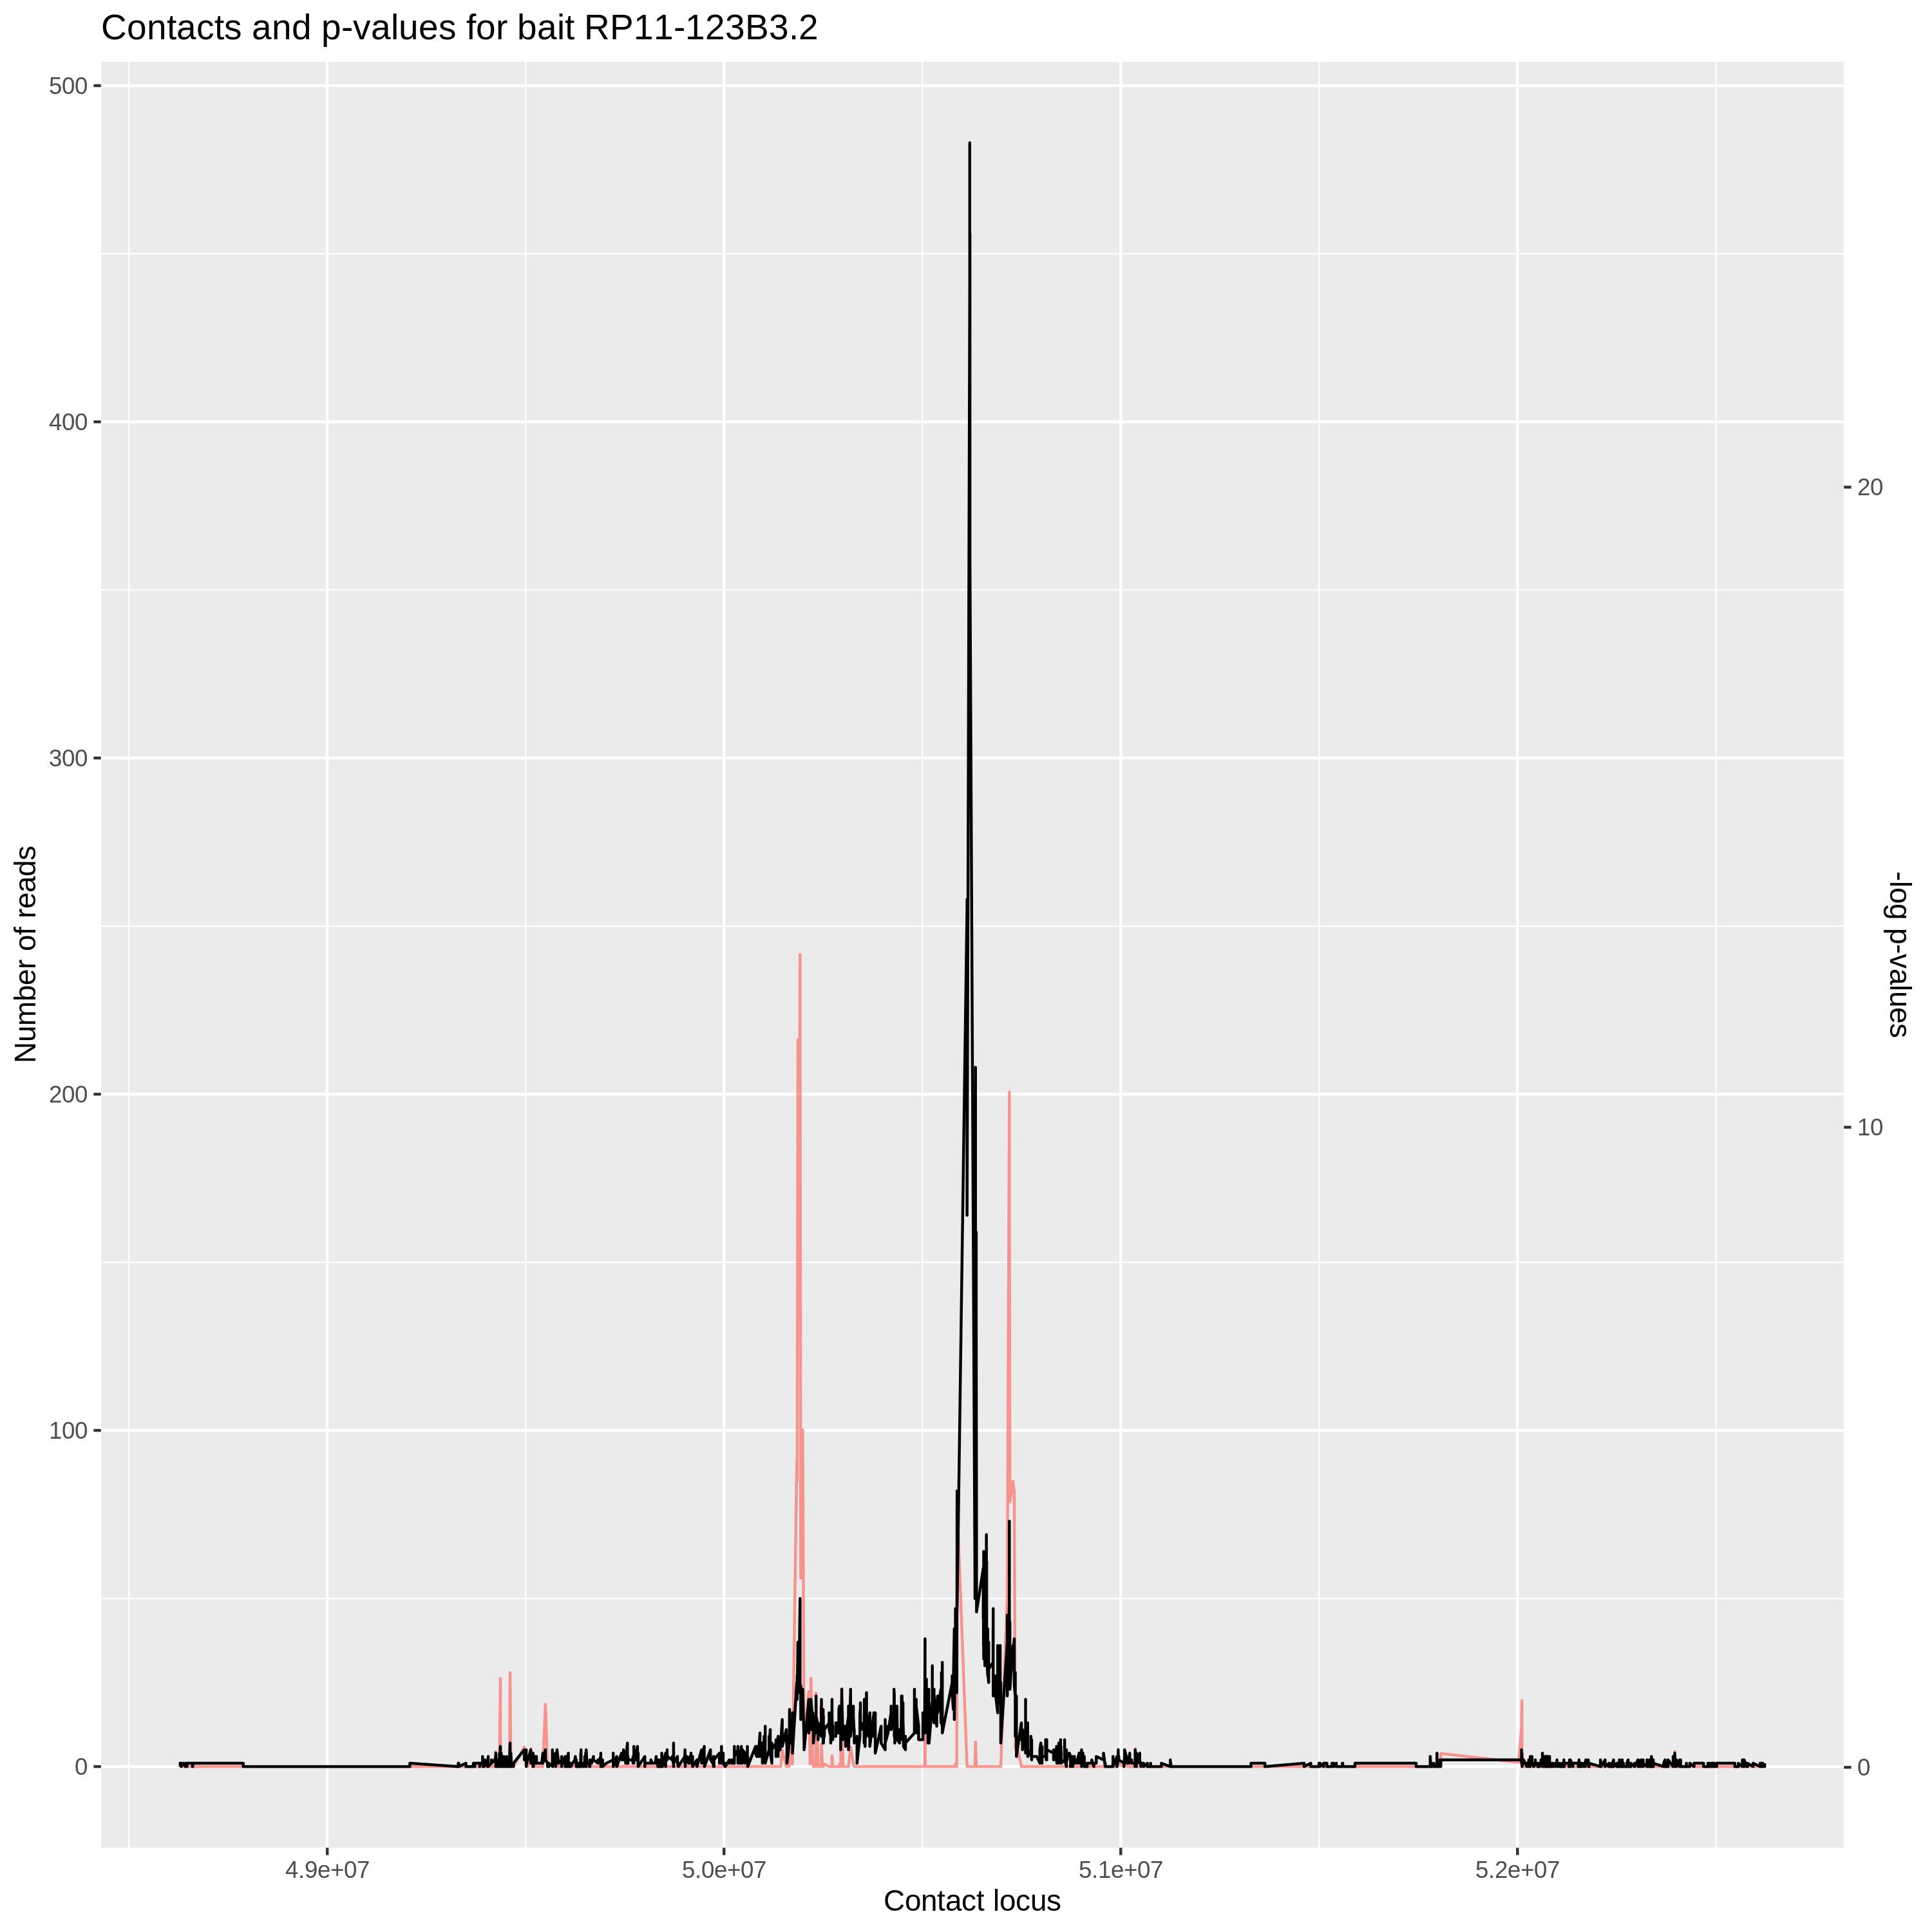 Contacts and p-values for bait RP11-123B3.2
500
400
300
200
100
0
Number of reads
20
10
0
-log p-values
4.9e+07
5.0e+07
5.1e+07
5.2e+07
Contact locus